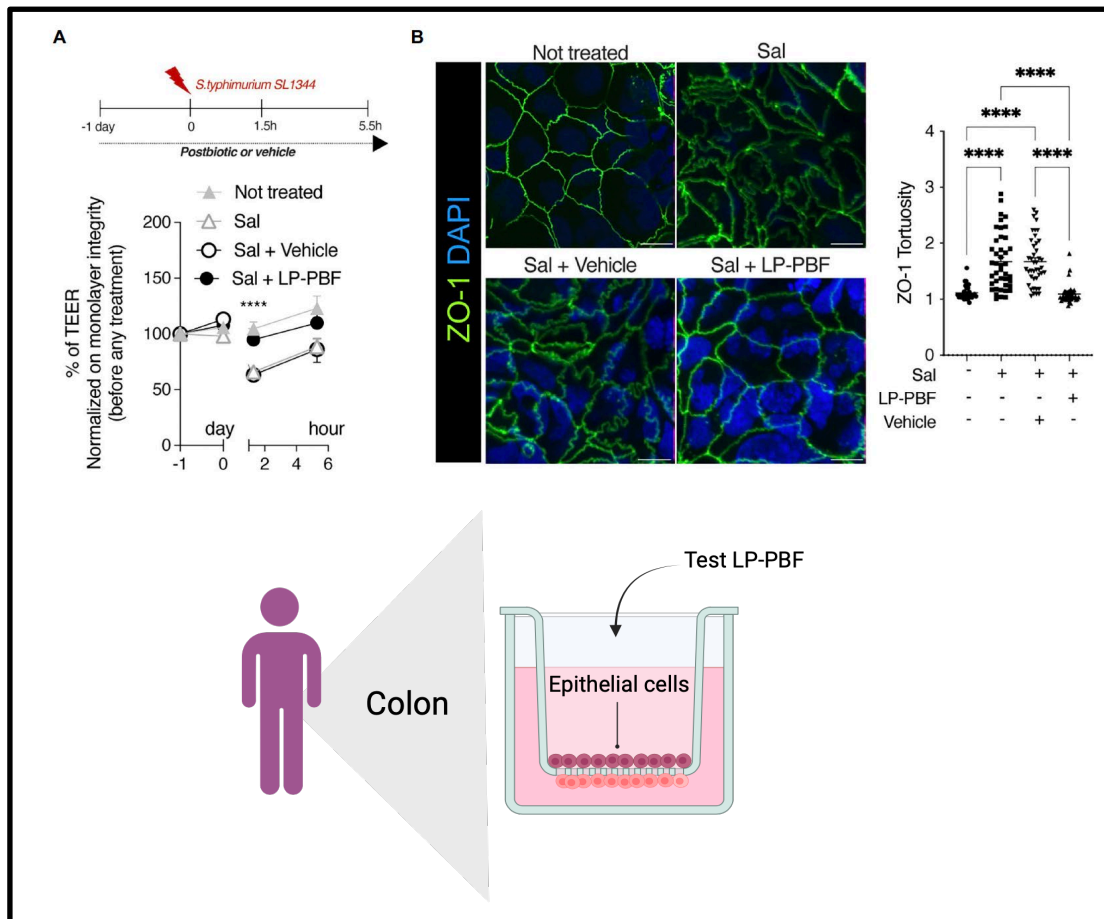 A
S.typhimurium SL1344
-1 day
0
1.5h
5.5h
Postbiotic or vehicle
Not treated
Sal
Sal + Vehicle
Sal + LP-PBF
% of TEER
Normalized on monolayer integrity
(before any treatment)
200
150
100
50
0
****
day
hour
-1
0
2
4
6
B
ZO-1 DAPI
Not treated
Sal
Sal + Vehicle
Sal + LP-PBF
ZO-1 Tortuosity
4
3
2
1
0
****
****
****
****
Sal - + + +
LP-PBF - - - +
Vehicle - - + -
Test LP-PBF
Epithelial cells
Colon